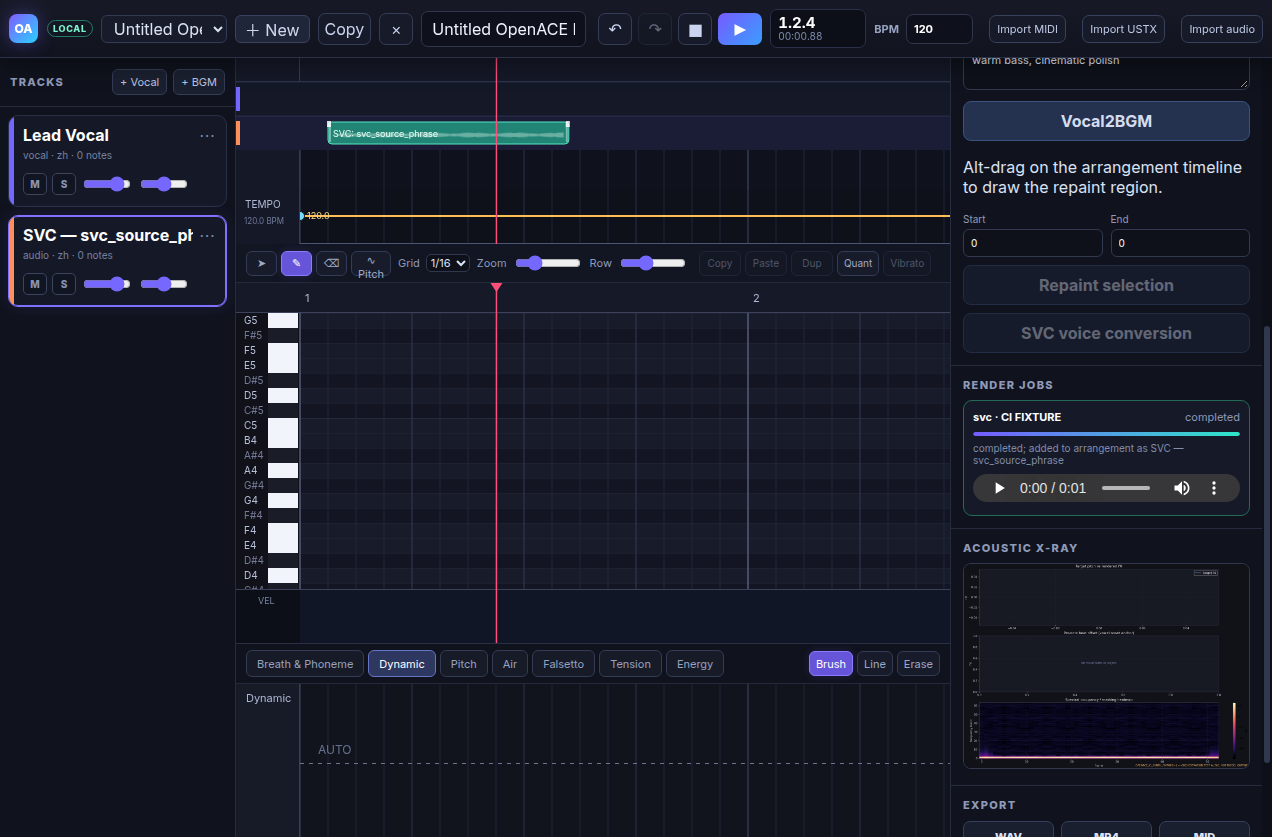 OA
LOCAL
Untitled Ope
+ New
Copy
×
Untitled OpenACE
1.2.4
00:00.88
BPM
120
Import MIDI
Import USTX
Import audio
TRACKS
+ Vocal
+ BGM
Lead Vocal
vocal · zh · 0 notes
M
S
SVC — svc_source_ph
audio · zh · 0 notes
M
S
SVC: svc_source_phrase
TEMPO
120.0 BPM
120.0
∿ Pitch
Grid
1/16
Zoom
Row
Copy
Paste
Dup
Quant
Vibrato
1
2
G5
F#5
F5
E5
D#5
D5
C#5
C5
B4
A#4
A4
G#4
G4
F#4
F4
E4
D#4
D4
VEL
Breath & Phoneme
Dynamic
Pitch
Air
Falsetto
Tension
Energy
Brush
Line
Erase
Dynamic
AUTO
warm bass, cinematic polish
Vocal2BGM
Alt-drag on the arrangement timeline
to draw the repaint region.
Start
End
0
0
Repaint selection
SVC voice conversion
RENDER JOBS
svc · CI FIXTURE
completed
completed; added to arrangement as SVC —
svc_source_phrase
0:00 / 0:01
ACOUSTIC X-RAY
EXPORT
WAV
MP4
MID